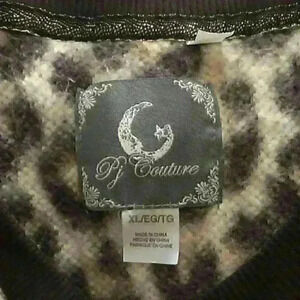 Pj Couture
XL/EG/TG
MADE IN CHINA
HECHO EN CHINA
FABRIQUÉ EN CHINE